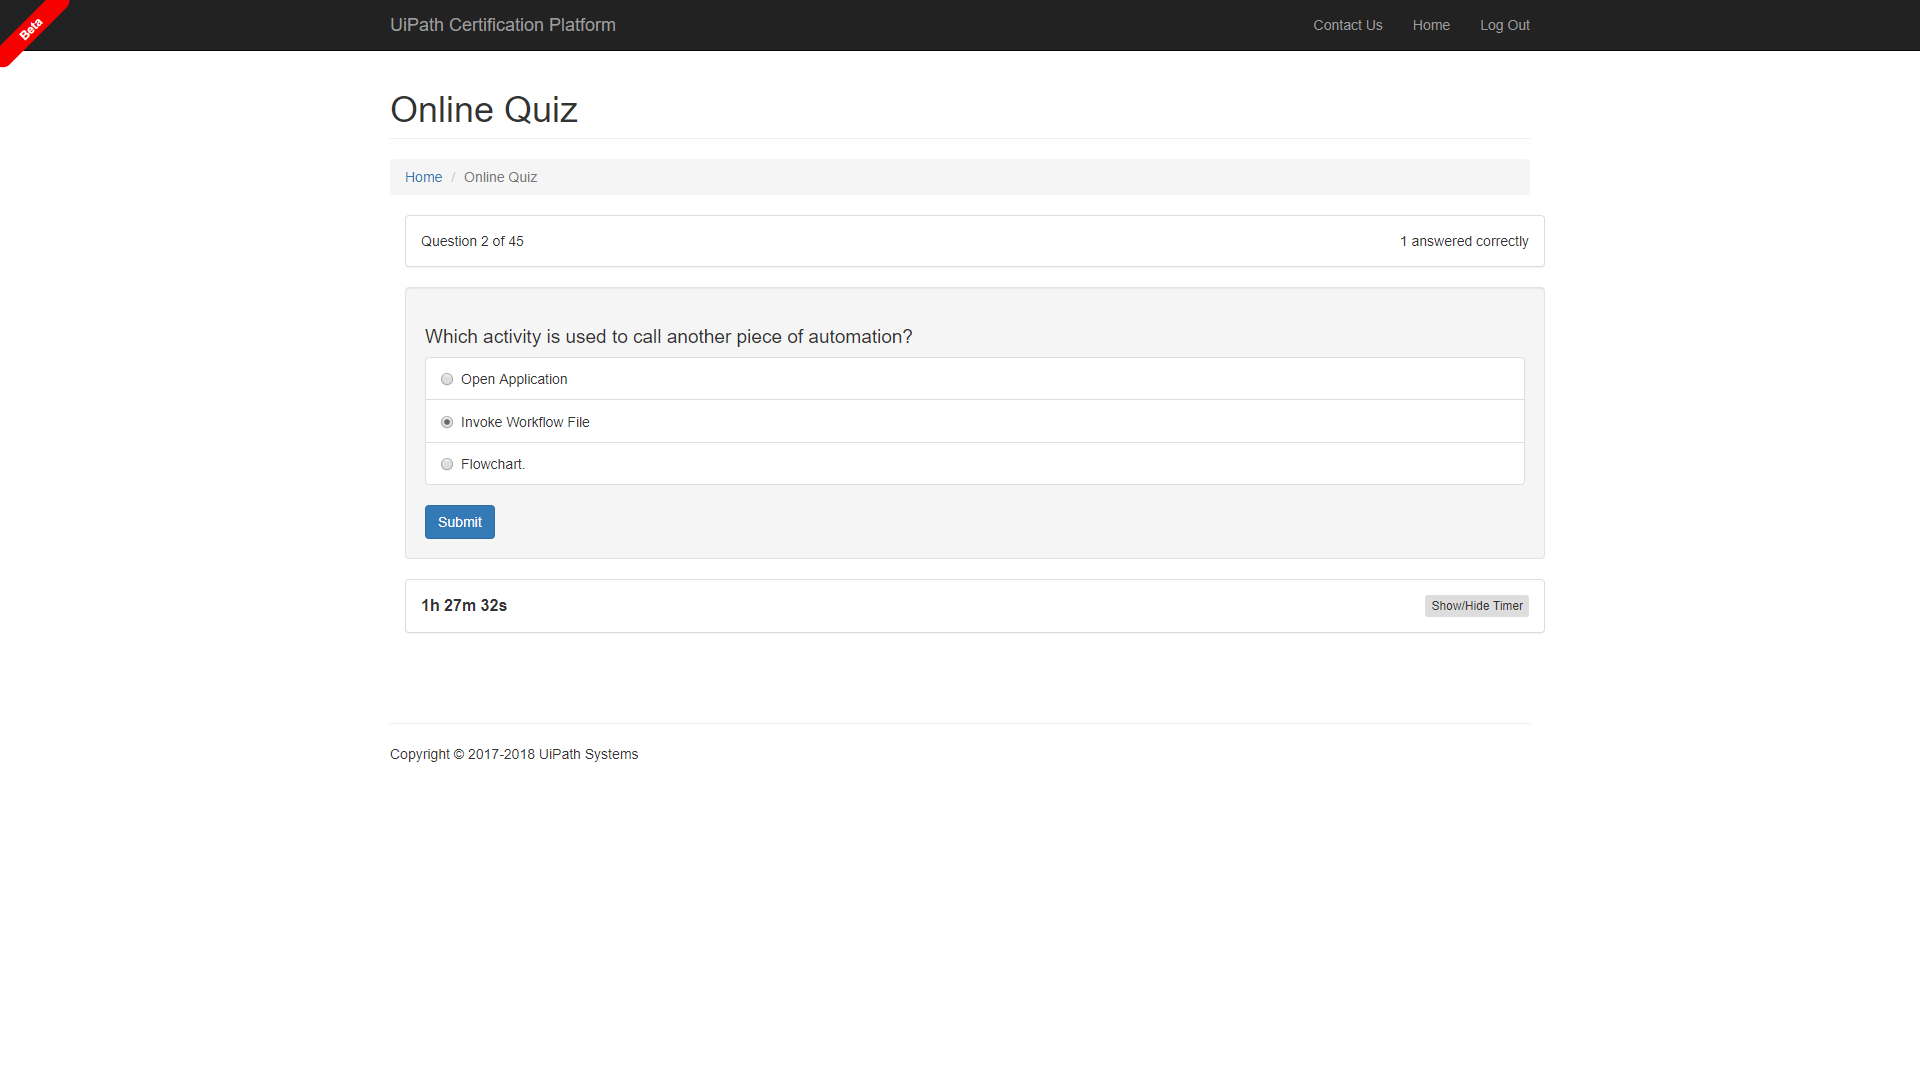 Beta
UiPath Certification Platform
Contact Us
Home
Log Out
Online Quiz
Home / Online Quiz
Question 2 of 45
1 answered correctly
Which activity is used to call another piece of automation?
Open Application
Invoke Workflow File
Flowchart.
Submit
1h 27m 32s
Show/Hide Timer
Copyright © 2017-2018 UiPath Systems